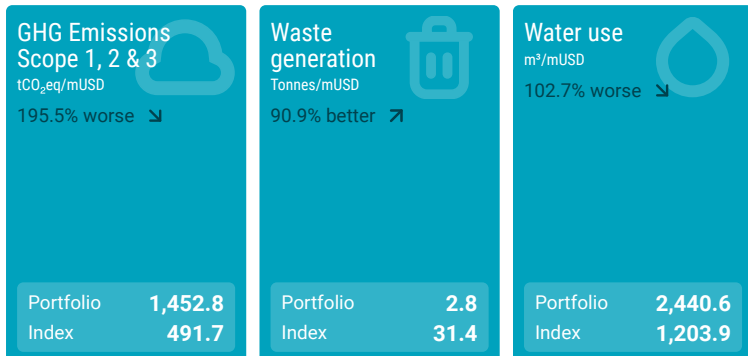 GHG Emissions
Scope 1, 2 & 3
tCO₂eq/mUSD
195.5% worse
Portfolio 1,452.8
Index 491.7
Waste
generation
Tonnes/mUSD
90.9% better
Portfolio 2.8
Index 31.4
Water use
m³/mUSD
102.7% worse
Portfolio 2,440.6
Index 1,203.9